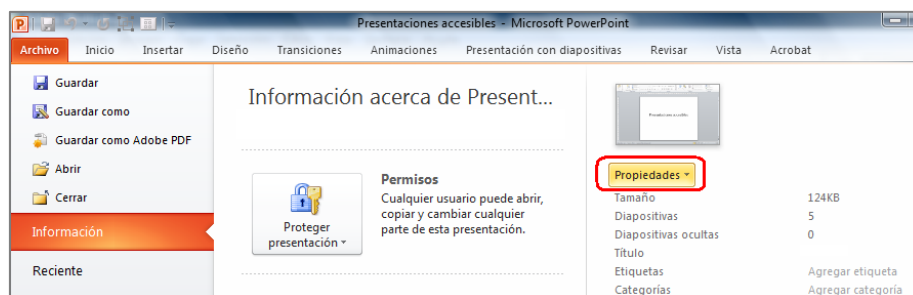 Presentaciones accesibles - Microsoft PowerPoint
Archivo Inicio Insertar Diseño Transiciones Animaciones Presentación con diapositivas Revisar Vista Acrobat
Guardar
Guardar como
Guardar como Adobe PDF
Abrir
Cerrar
Información
Reciente
Información acerca de Present...
Proteger
presentación
Permisos
Cualquier usuario puede abrir,
copiar y cambiar cualquier
parte de esta presentación.
Presentaciones accesibles
Propiedades
Tamaño 124KB
Diapositivas 5
Diapositivas ocultas 0
Título
Etiquetas Agregar etiqueta
Categorías Agregar categoría